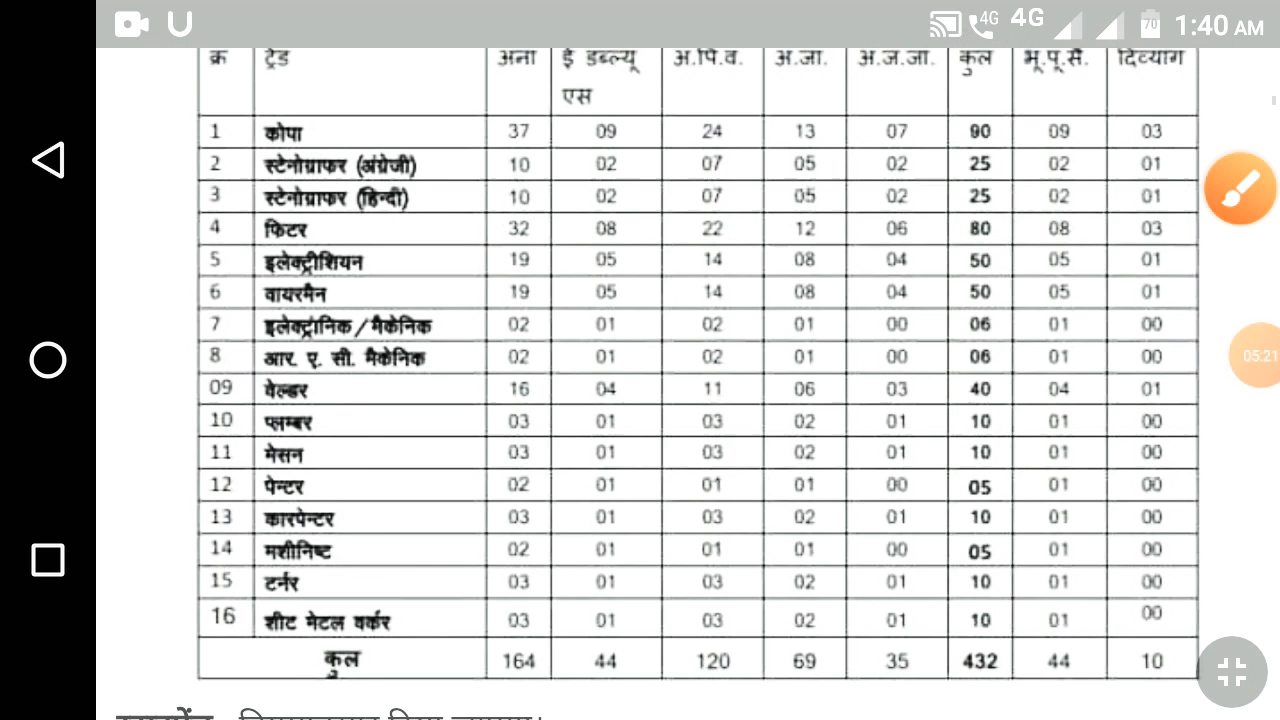 4G 4G 70 1:40 AM
क्र ट्रेड अना ई डब्ल्यू एस अ.पि.व. अ.जा. अ.ज.जा. कुल भू.पू.सै. दिव्यांग
1 कोपा 37 09 24 13 07 90 09 03
2 स्टेनोग्राफर (अंग्रेजी) 10 02 07 05 02 25 02 01
3 स्टेनोग्राफर (हिन्दी) 10 02 07 05 02 25 02 01
4 फिटर 32 08 22 12 06 80 08 03
5 इलेक्ट्रीशियन 19 05 14 08 04 50 05 01
6 वायरमैन 19 05 14 08 04 50 05 01
7 इलेक्ट्रांनिक / मैकेनिक 02 01 02 01 00 06 01 00
8 आर. ए. सी. मैकेनिक 02 01 02 01 00 06 01 00
09 वेल्डर 16 04 11 06 03 40 04 01
10 प्लम्बर 03 01 03 02 01 10 01 00
11 मेसन 03 01 03 02 01 10 01 00
12 पेन्टर 02 01 01 01 00 05 01 00
13 कारपेन्टर 03 01 03 02 01 10 01 00
14 मशीनिष्ट 02 01 01 01 00 05 01 00
15 टर्नर 03 01 03 02 01 10 01 00
16 शीट मेटल वर्कर 03 01 03 02 01 10 01 00
कुल 164 44 120 69 35 432 44 10
05:21